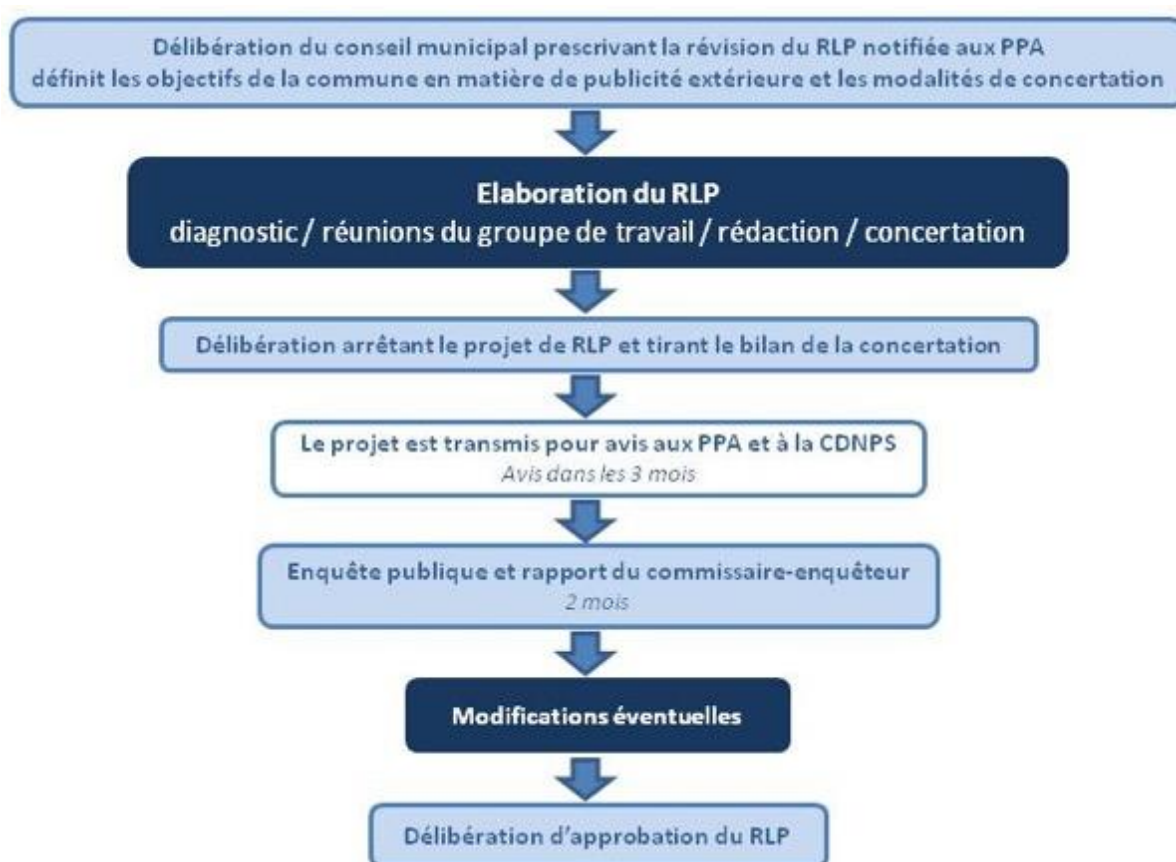 Délibération du conseil municipal prescrivant la révision du RLP notifiée aux PPA
définit les objectifs de la commune en matière de publicité extérieure et les modalités de concertation
Elaboration du RLP
diagnostic / réunions du groupe de travail / rédaction / concertation
Délibération arrêtant le projet de RLP et tirant le bilan de la concertation
Le projet est transmis pour avis aux PPA et à la CDNPS
Avis dans les 3 mois
Enquête publique et rapport du commissaire-enquêteur
2 mois
Modifications éventuelles
Délibération d'approbation du RLP